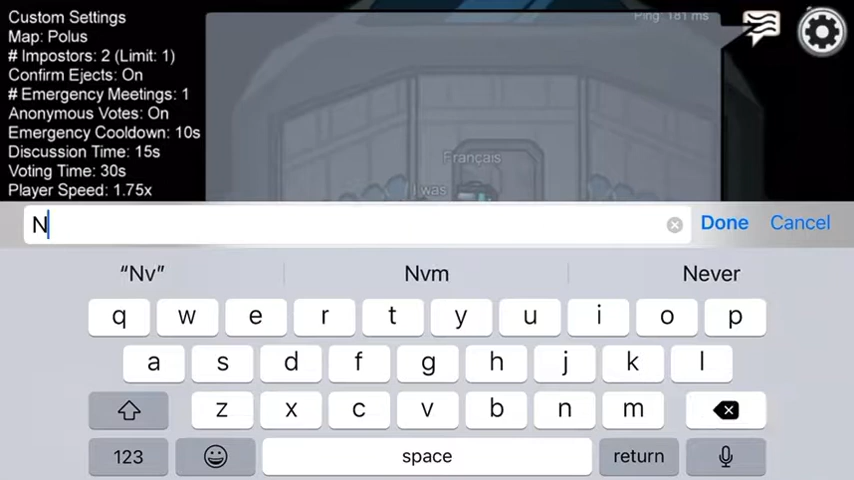 Custom Settings
Map: Polus
# Impostors: 2 (Limit: 1)
Confirm Ejects: On
# Emergency Meetings: 1
Anonymous Votes: On
Emergency Cooldown: 10s
Discussion Time: 15s
Voting Time: 30s
Player Speed: 1.75x
Ping: 181 ms
Français
I was
N
Done
Cancel
“Nv”
Nvm
Never
q w e r t y u i o p
a s d f g h j k l
z x c v b n m
123
space
return